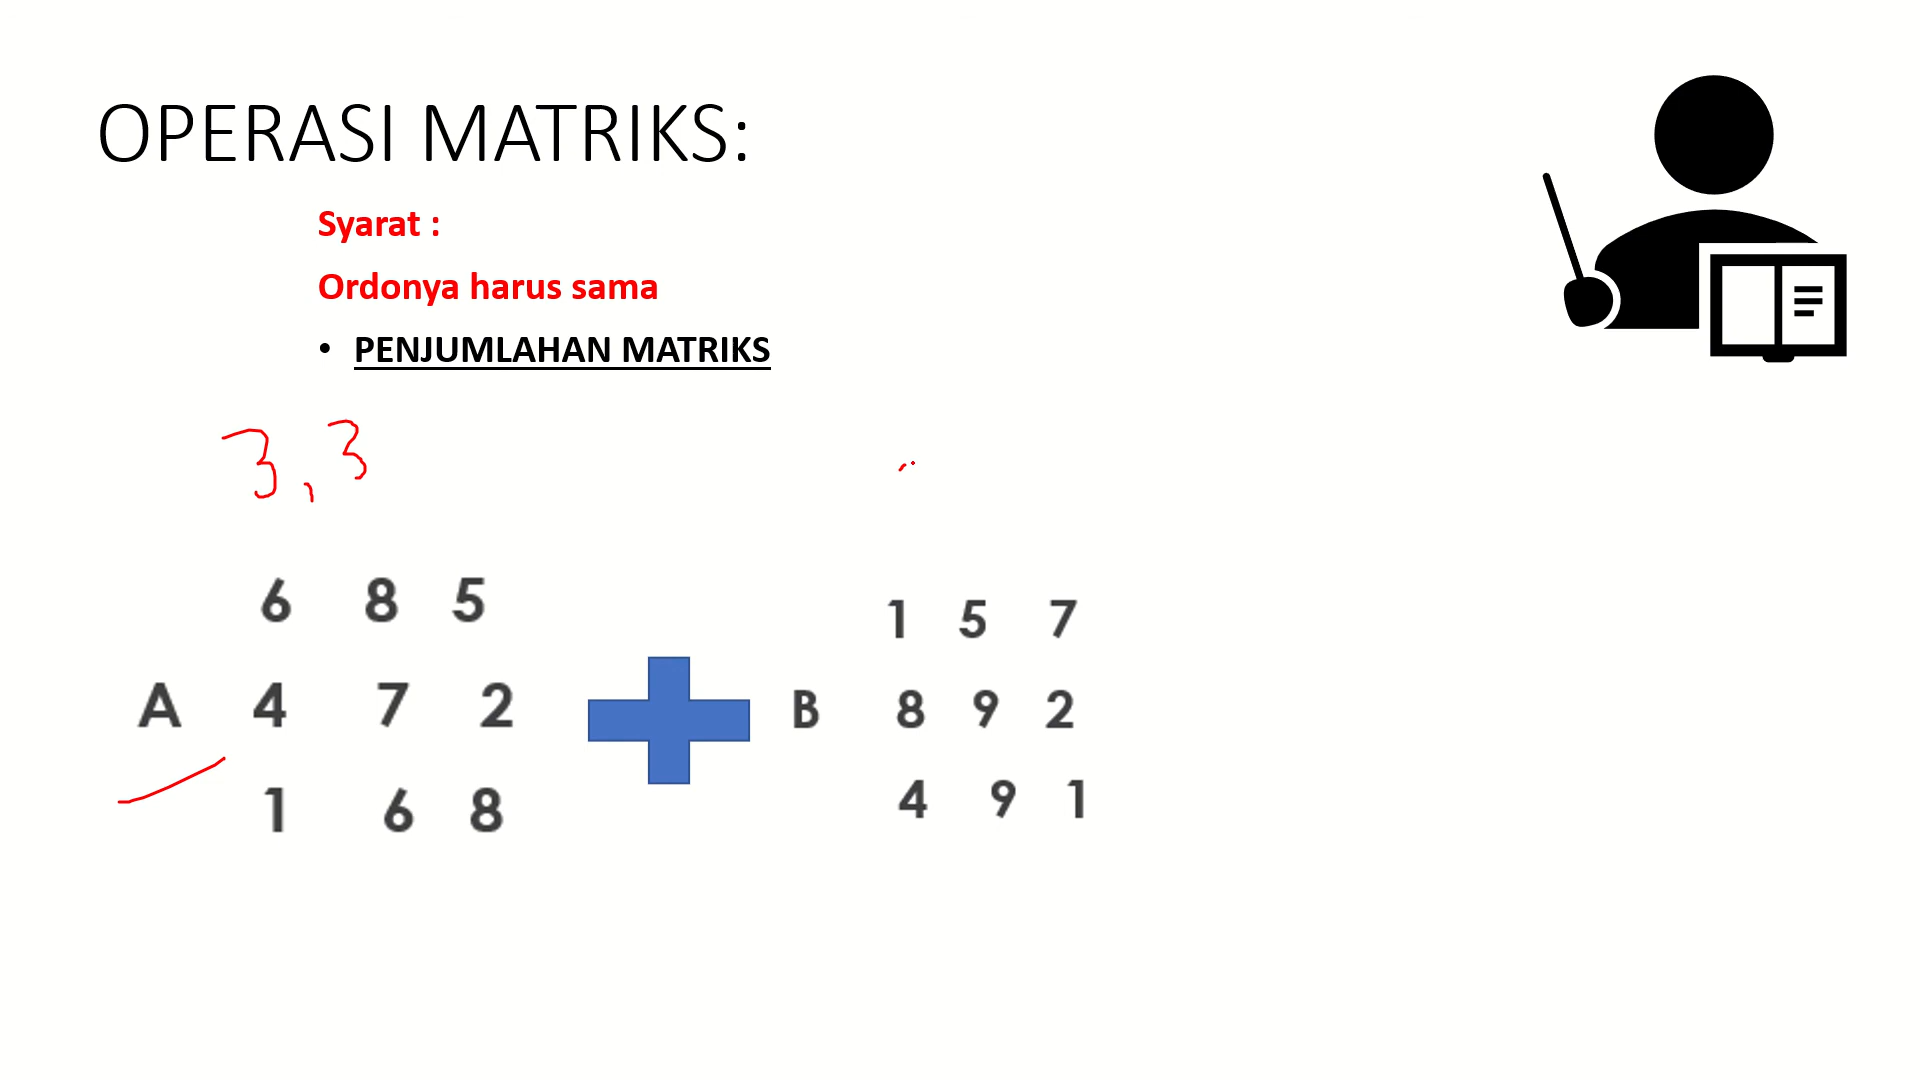 OPERASI MATRIKS:
Syarat :
Ordonya harus sama
• PENJUMLAHAN MATRIKS
3,3
6 8 5
1 5 7
A 4 7 2
B 8 9 2
1 6 8
4 9 1